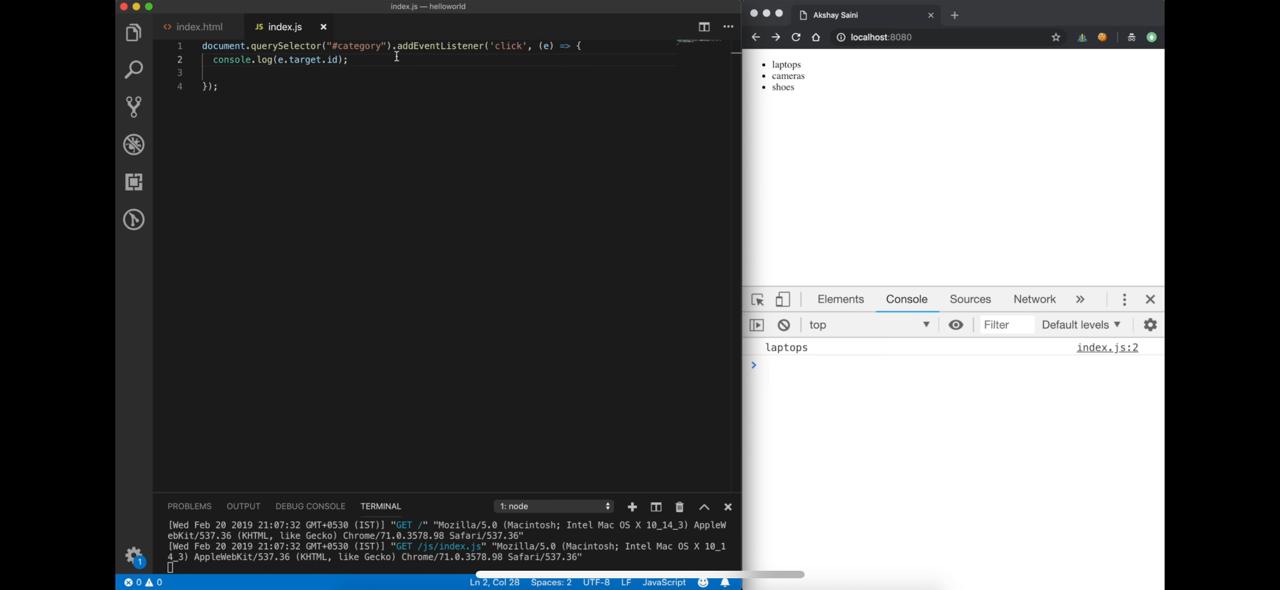 index.js — helloworld
index.html
JS index.js
1 document.querySelector("#category").addEventListener('click', (e) => {
2 console.log(e.target.id);
3
4 });
PROBLEMS OUTPUT DEBUG CONSOLE TERMINAL 1: node
[Wed Feb 20 2019 21:07:32 GMT+0530 (IST)] "GET /" "Mozilla/5.0 (Macintosh; Intel Mac OS X 10_14_3) AppleW
ebKit/537.36 (KHTML, like Gecko) Chrome/71.0.3578.98 Safari/537.36"
[Wed Feb 20 2019 21:07:32 GMT+0530 (IST)] "GET /js/index.js" "Mozilla/5.0 (Macintosh; Intel Mac OS X 10_1
4_3) AppleWebKit/537.36 (KHTML, like Gecko) Chrome/71.0.3578.98 Safari/537.36"
1
0 0 Ln 2, Col 28 Spaces: 2 UTF-8 LF JavaScript
Akshay Saini
localhost:8080
• laptops
• cameras
• shoes
Elements Console Sources Network »
top Filter Default levels
laptops index.js:2
>